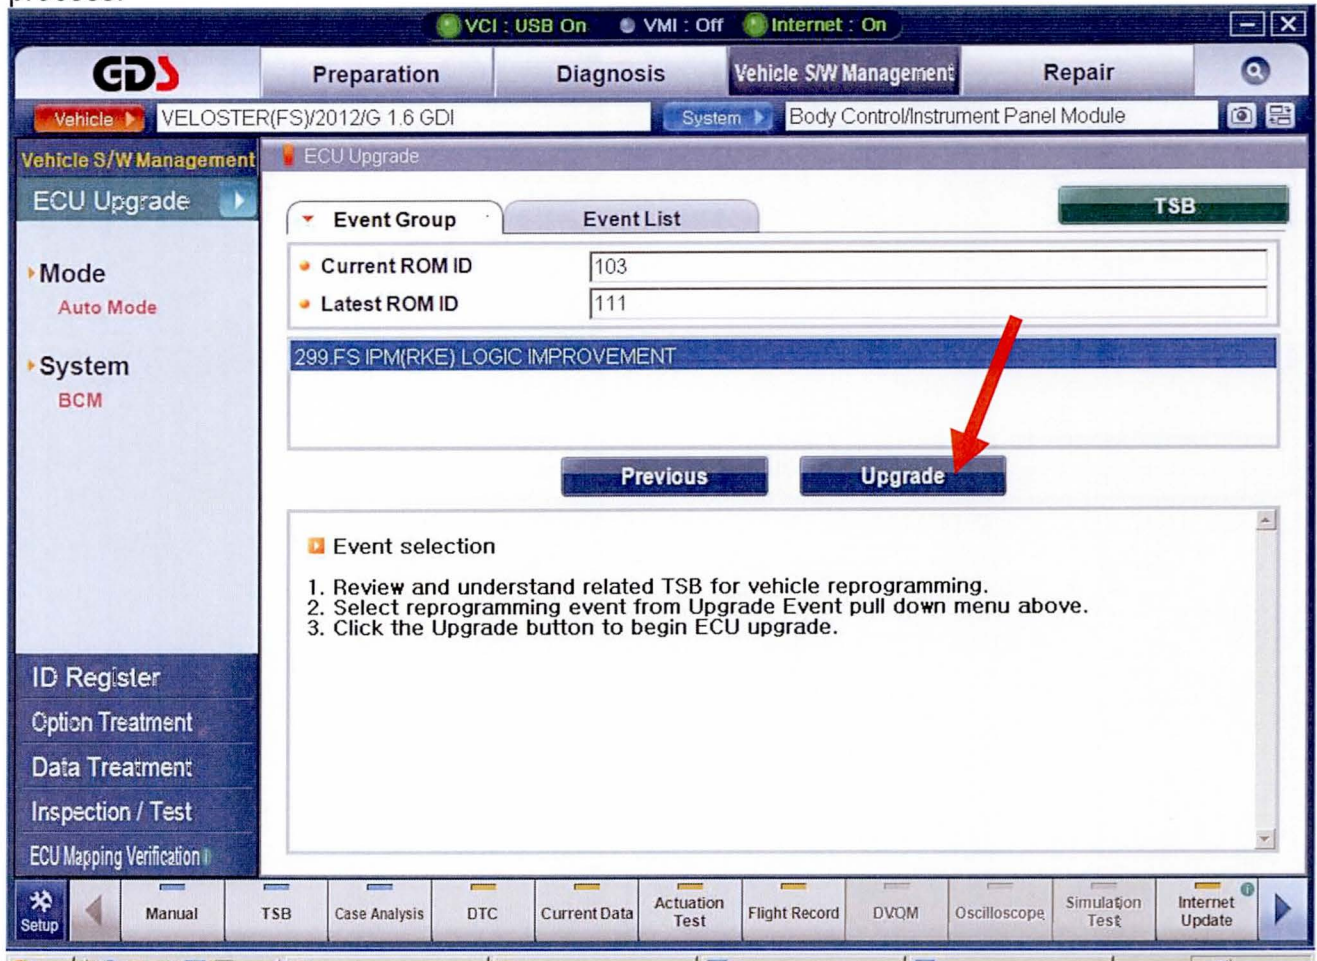 process.
VCI : USB On VMI : Off Internet : On
GDS Preparation Diagnosis Vehicle S/W Management Repair
Vehicle VELOSTER(FS)/2012/G 1.6 GDI System Body Control/Instrument Panel Module
Vehicle S/W Management
ECU Upgrade
ECU Upgrade
TSB
Event Group Event List
Mode
Auto Mode
System
BCM
Current ROM ID 103
Latest ROM ID 111
299.FS IPM(RKE) LOGIC IMPROVEMENT
Previous Upgrade
Event selection
1. Review and understand related TSB for vehicle reprogramming.
2. Select reprogramming event from Upgrade Event pull down menu above.
3. Click the Upgrade button to begin ECU upgrade.
ID Register
Option Treatment
Data Treatment
Inspection / Test
ECU Mapping Verification
Setup Manual TSB Case Analysis DTC Current Data Actuation Test Flight Record DVOM Oscilloscope Simulation Test Internet Update